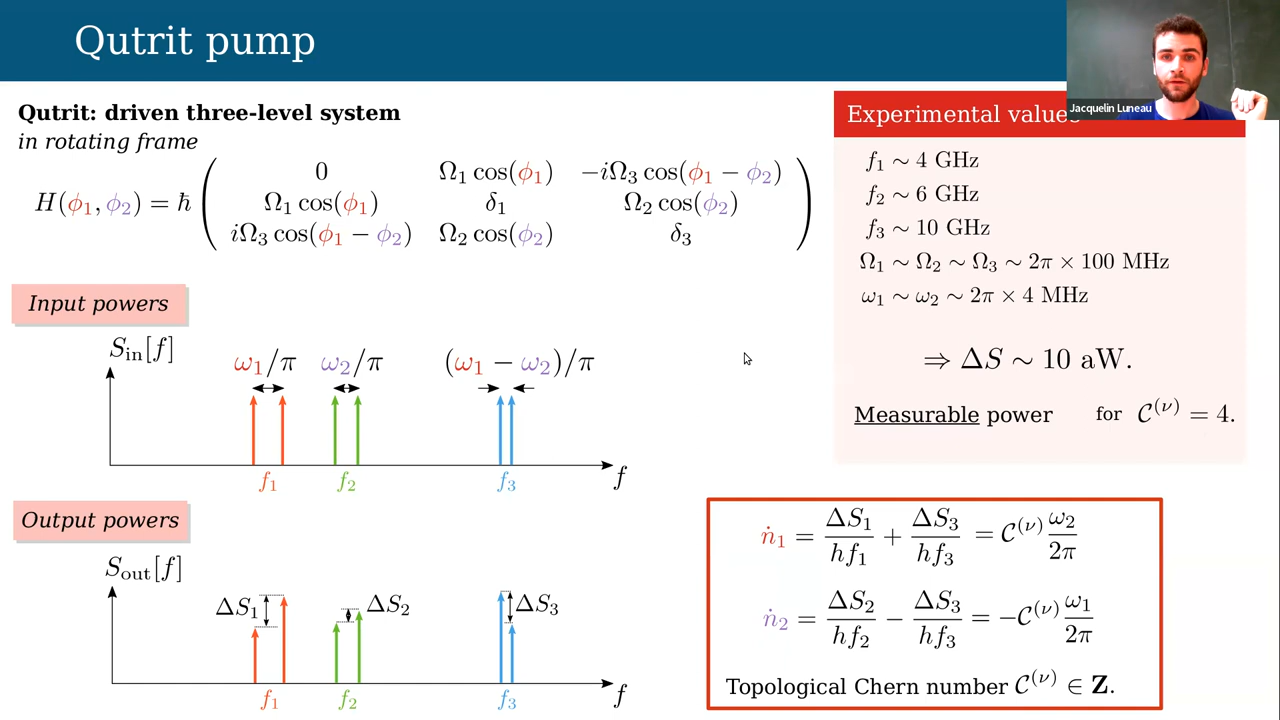 Qutrit pump
Jacquelin Luneau
Qutrit: driven three-level system
in rotating frame
H(ϕ₁, ϕ₂) = ħ
0 Ω₁ cos(ϕ₁) −iΩ₃ cos(ϕ₁ − ϕ₂)
Ω₁ cos(ϕ₁) δ₁ Ω₂ cos(ϕ₂)
iΩ₃ cos(ϕ₁ − ϕ₂) Ω₂ cos(ϕ₂) δ₃
Input powers
S_in[f]
ω₁/π ω₂/π (ω₁ − ω₂)/π
f₁ f₂ f₃ f
Output powers
S_out[f]
ΔS₁ ΔS₂ ΔS₃
f₁ f₂ f₃ f
Experimental values
f₁ ∼ 4 GHz
f₂ ∼ 6 GHz
f₃ ∼ 10 GHz
Ω₁ ∼ Ω₂ ∼ Ω₃ ∼ 2π × 100 MHz
ω₁ ∼ ω₂ ∼ 2π × 4 MHz
⇒ ΔS ∼ 10 aW.
Measurable power for 𝒞^(ν) = 4.
ṅ₁ = ΔS₁/hf₁ + ΔS₃/hf₃ = 𝒞^(ν) ω₂/2π
ṅ₂ = ΔS₂/hf₂ − ΔS₃/hf₃ = −𝒞^(ν) ω₁/2π
Topological Chern number 𝒞^(ν) ∈ Z.